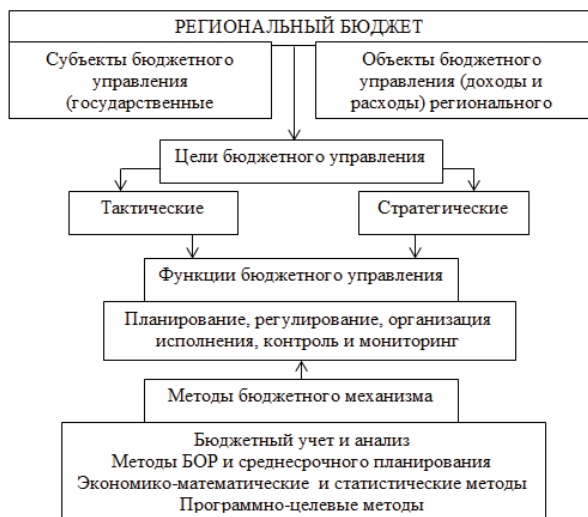 РЕГИОНАЛЬНЫЙ БЮДЖЕТ
Субъекты бюджетного
управления
(государственные
Объекты бюджетного
управления (доходы и
расходы) регионального
Цели бюджетного управления
Тактические
Стратегические
Функции бюджетного управления
Планирование, регулирование, организация
исполнения, контроль и мониторинг
Методы бюджетного механизма
Бюджетный учет и анализ
Методы БОР и среднесрочного планирования
Экономико-математические и статистические методы
Программно-целевые методы